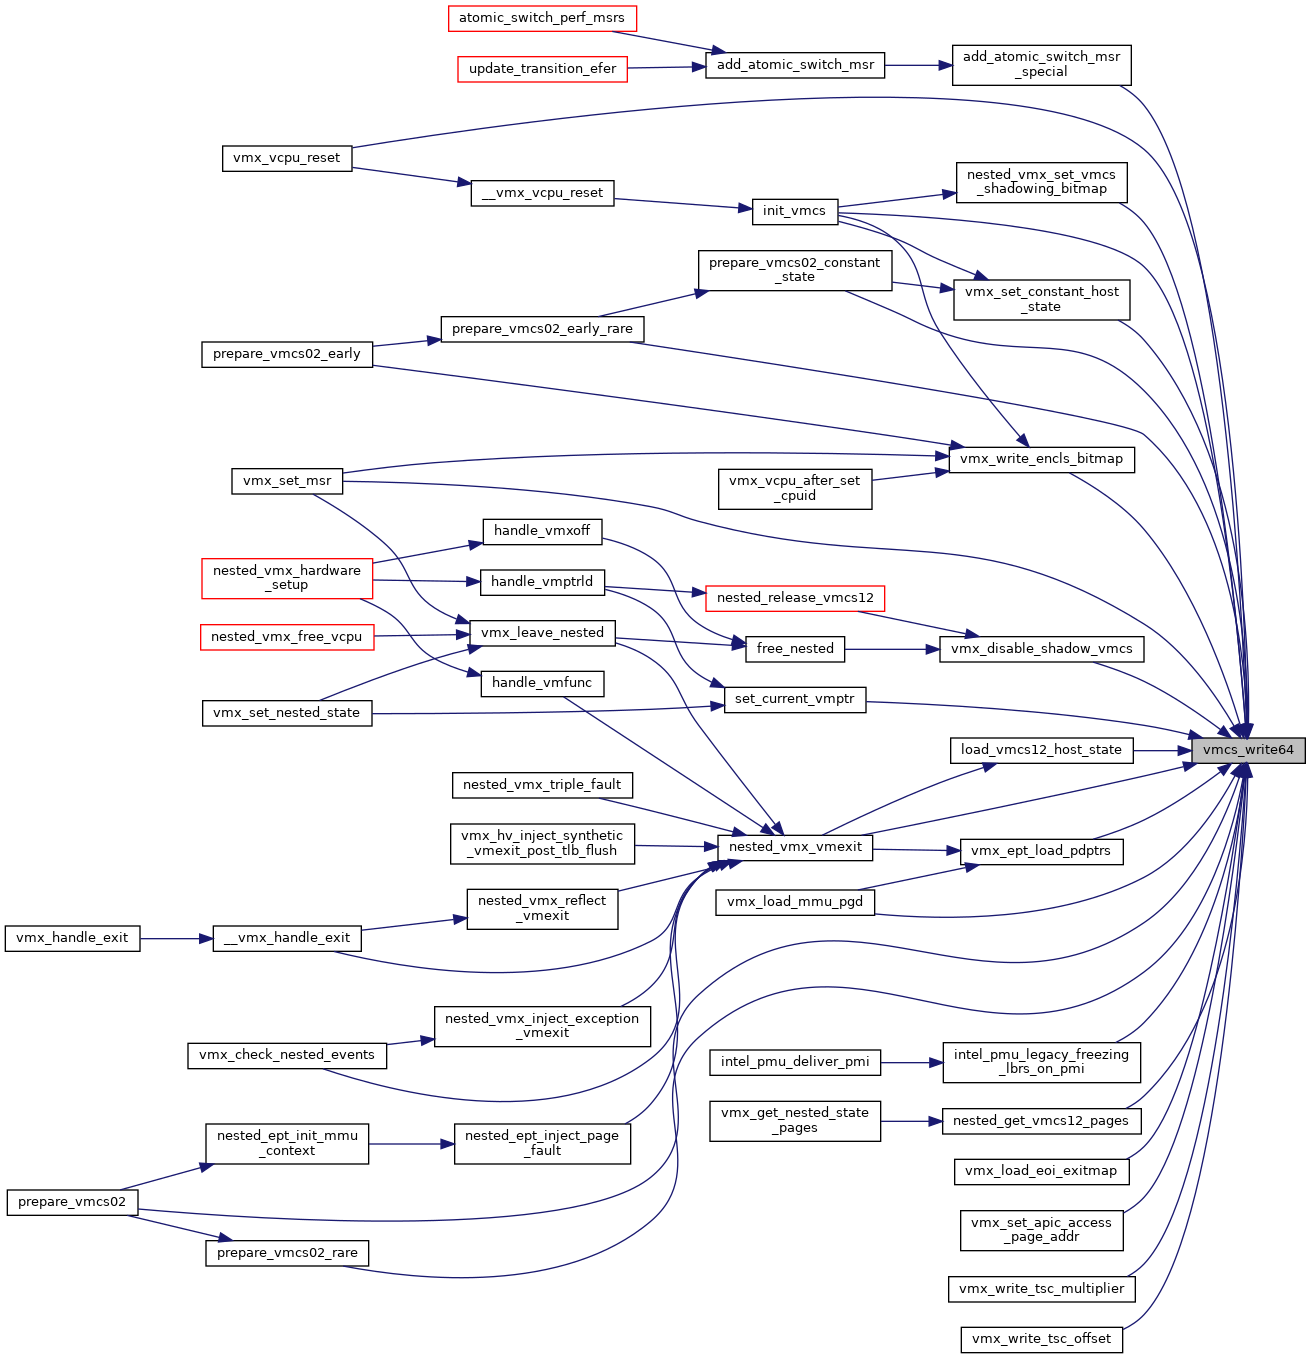 atomic_switch_perf_msrs
update_transition_efer
add_atomic_switch_msr
add_atomic_switch_msr
_special
vmx_vcpu_reset
__vmx_vcpu_reset
init_vmcs
nested_vmx_set_vmcs
_shadowing_bitmap
prepare_vmcs02_constant
_state
vmx_set_constant_host
_state
prepare_vmcs02_early_rare
prepare_vmcs02_early
vmx_write_encls_bitmap
vmx_set_msr
vmx_vcpu_after_set
_cpuid
handle_vmxoff
nested_vmx_hardware
_setup
handle_vmptrld
nested_release_vmcs12
nested_vmx_free_vcpu
vmx_leave_nested
free_nested
vmx_disable_shadow_vmcs
handle_vmfunc
vmx_set_nested_state
set_current_vmptr
load_vmcs12_host_state
vmcs_write64
nested_vmx_triple_fault
vmx_hv_inject_synthetic
_vmexit_post_tlb_flush
nested_vmx_vmexit
vmx_ept_load_pdptrs
nested_vmx_reflect
_vmexit
vmx_load_mmu_pgd
vmx_handle_exit
__vmx_handle_exit
nested_vmx_inject_exception
_vmexit
vmx_check_nested_events
intel_pmu_deliver_pmi
intel_pmu_legacy_freezing
_lbrs_on_pmi
vmx_get_nested_state
_pages
nested_get_vmcs12_pages
nested_ept_init_mmu
_context
nested_ept_inject_page
_fault
vmx_load_eoi_exitmap
prepare_vmcs02
vmx_set_apic_access
_page_addr
prepare_vmcs02_rare
vmx_write_tsc_multiplier
vmx_write_tsc_offset